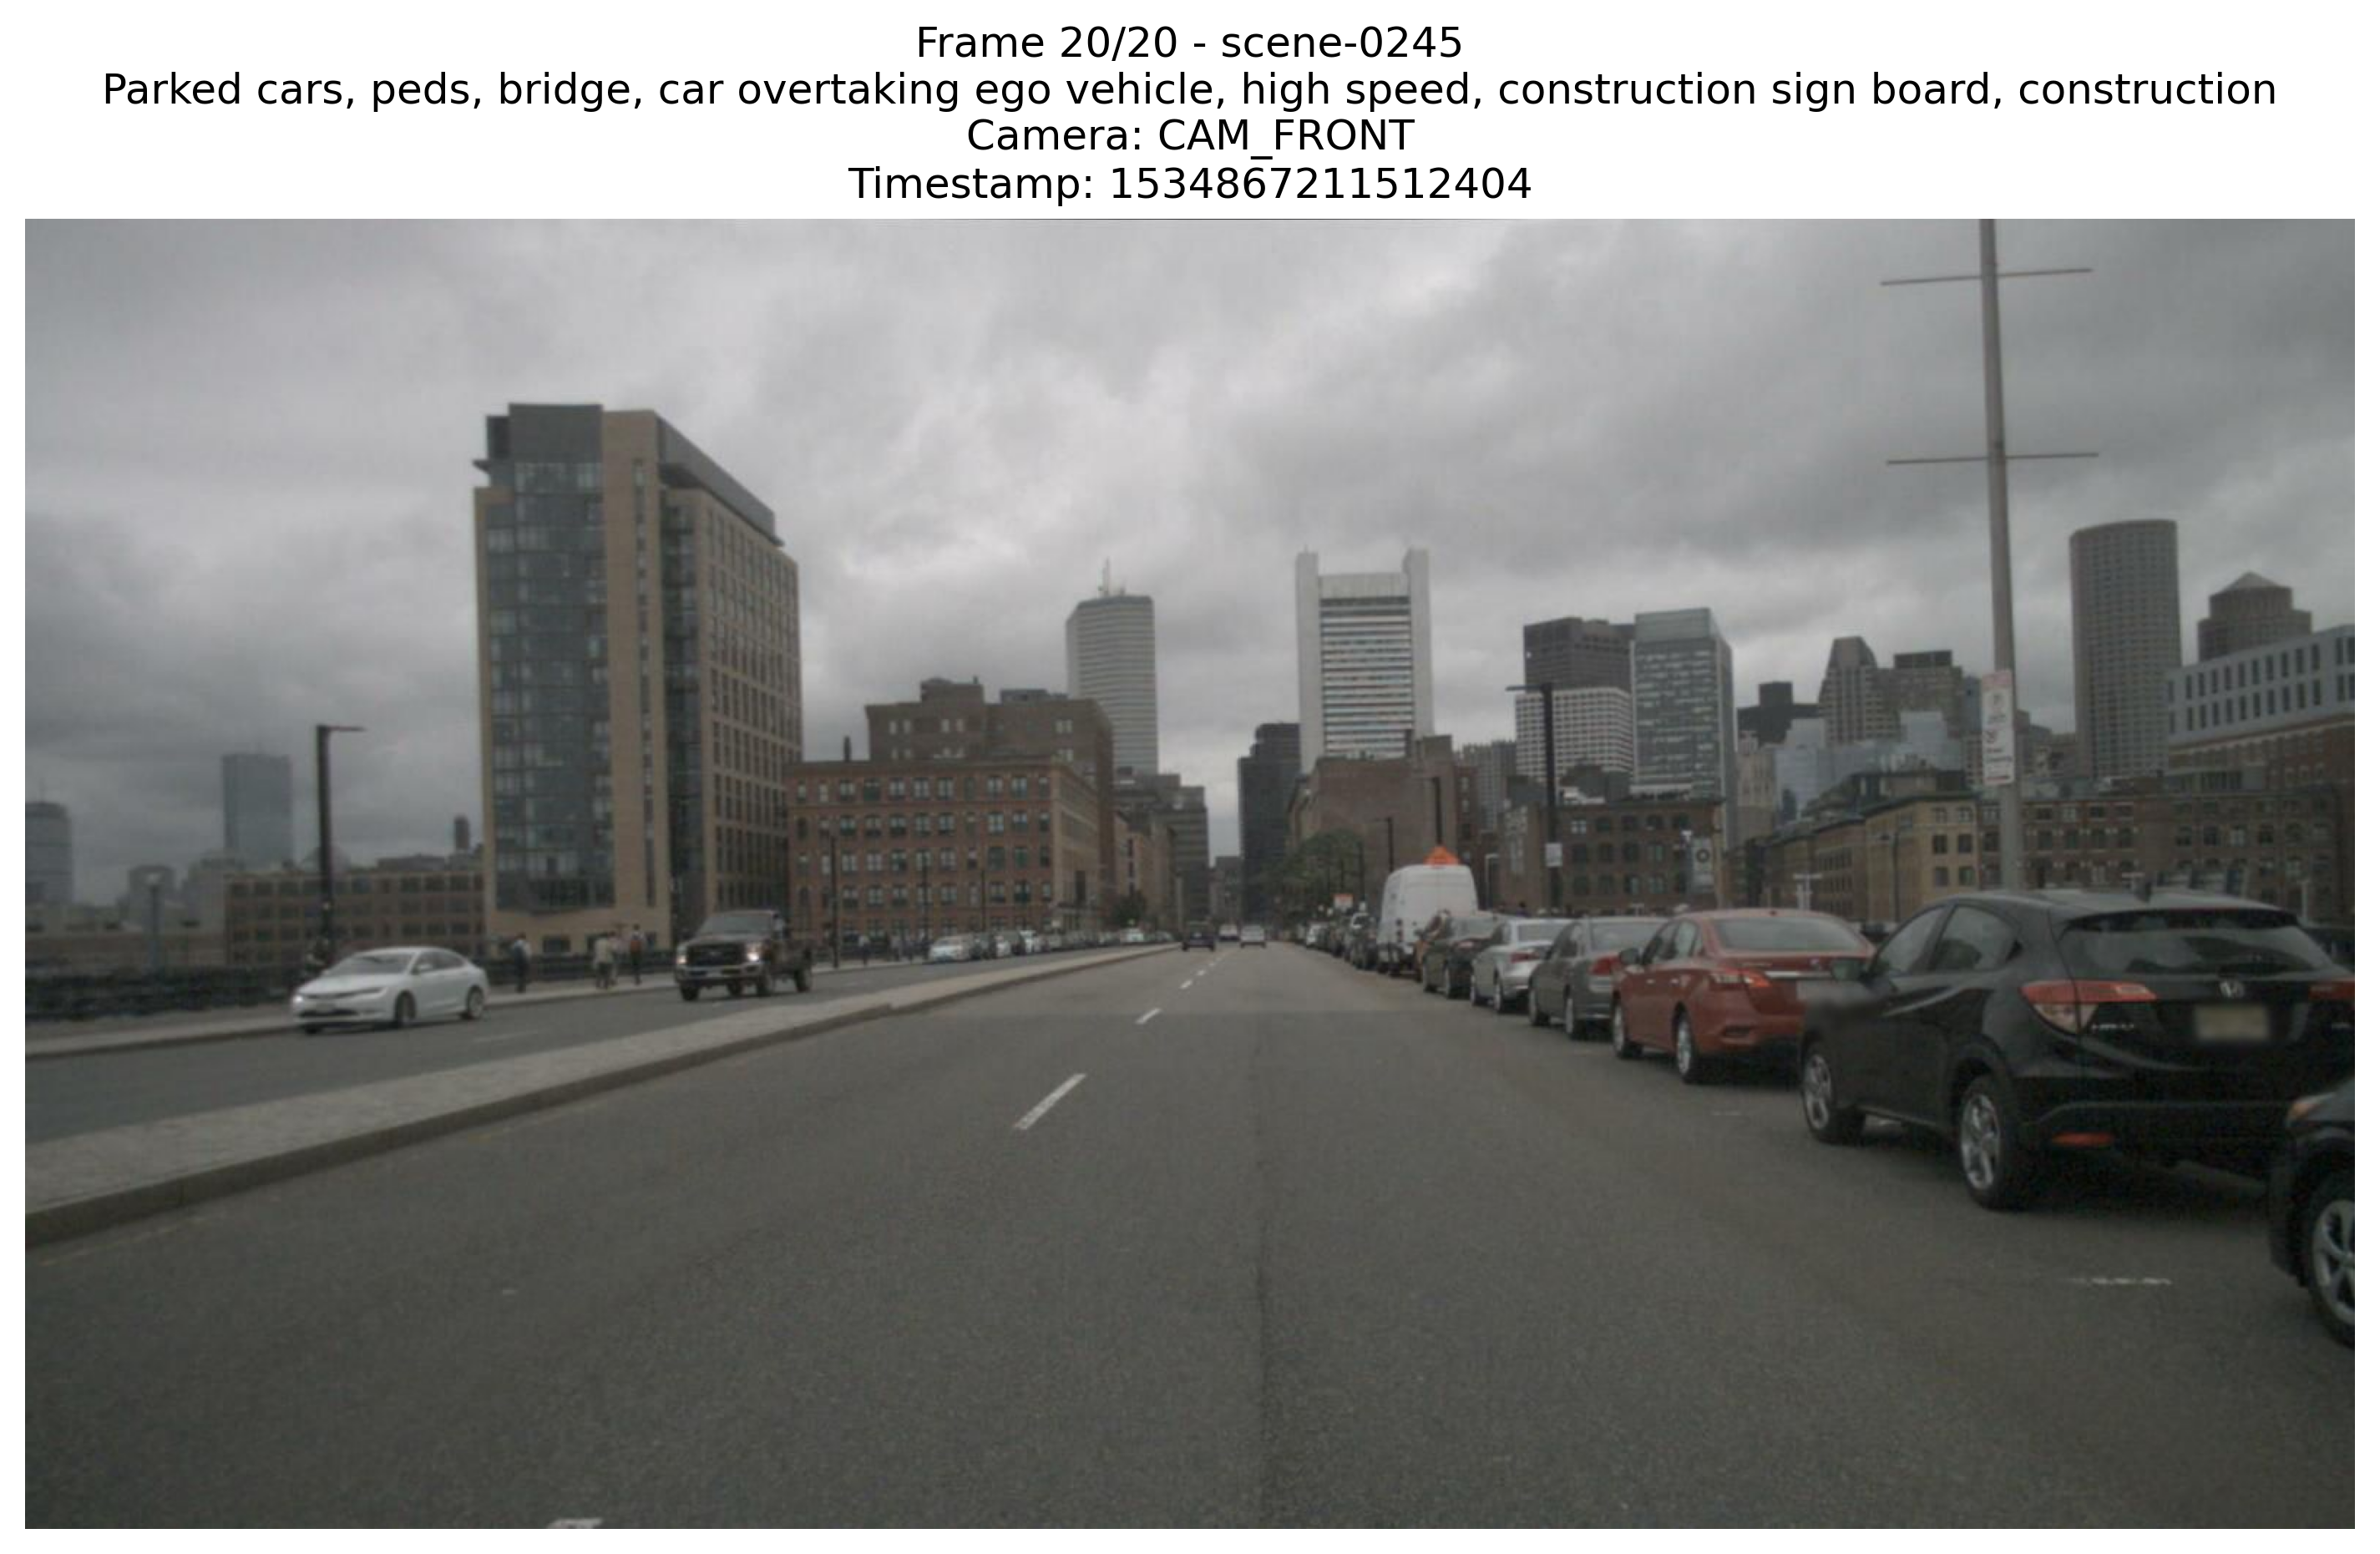 Frame 20/20 - scene-0245
Parked cars, peds, bridge, car overtaking ego vehicle, high speed, construction sign board, construction
Camera: CAM_FRONT
Timestamp: 1534867211512404